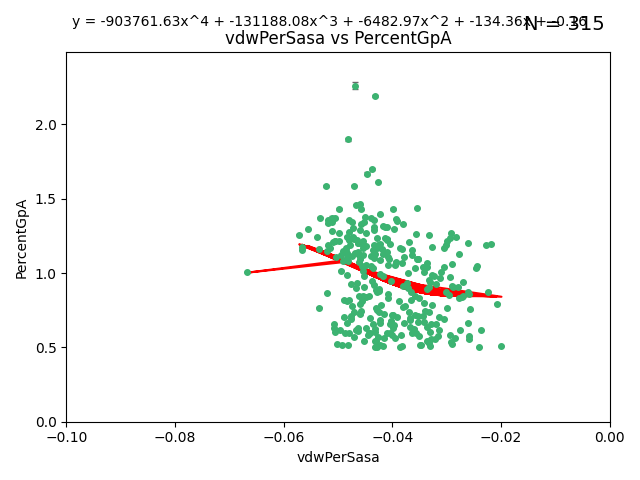 y = -903761.63x^4 + -131188.08x^3 + -6482.97x^2 + -134.36x + -0.16
N = 315
vdwPerSasa vs PercentGpA
PercentGpA
2.0
1.5
1.0
0.5
0.0
-0.10
-0.08
-0.06
-0.04
-0.02
0.00
vdwPerSasa